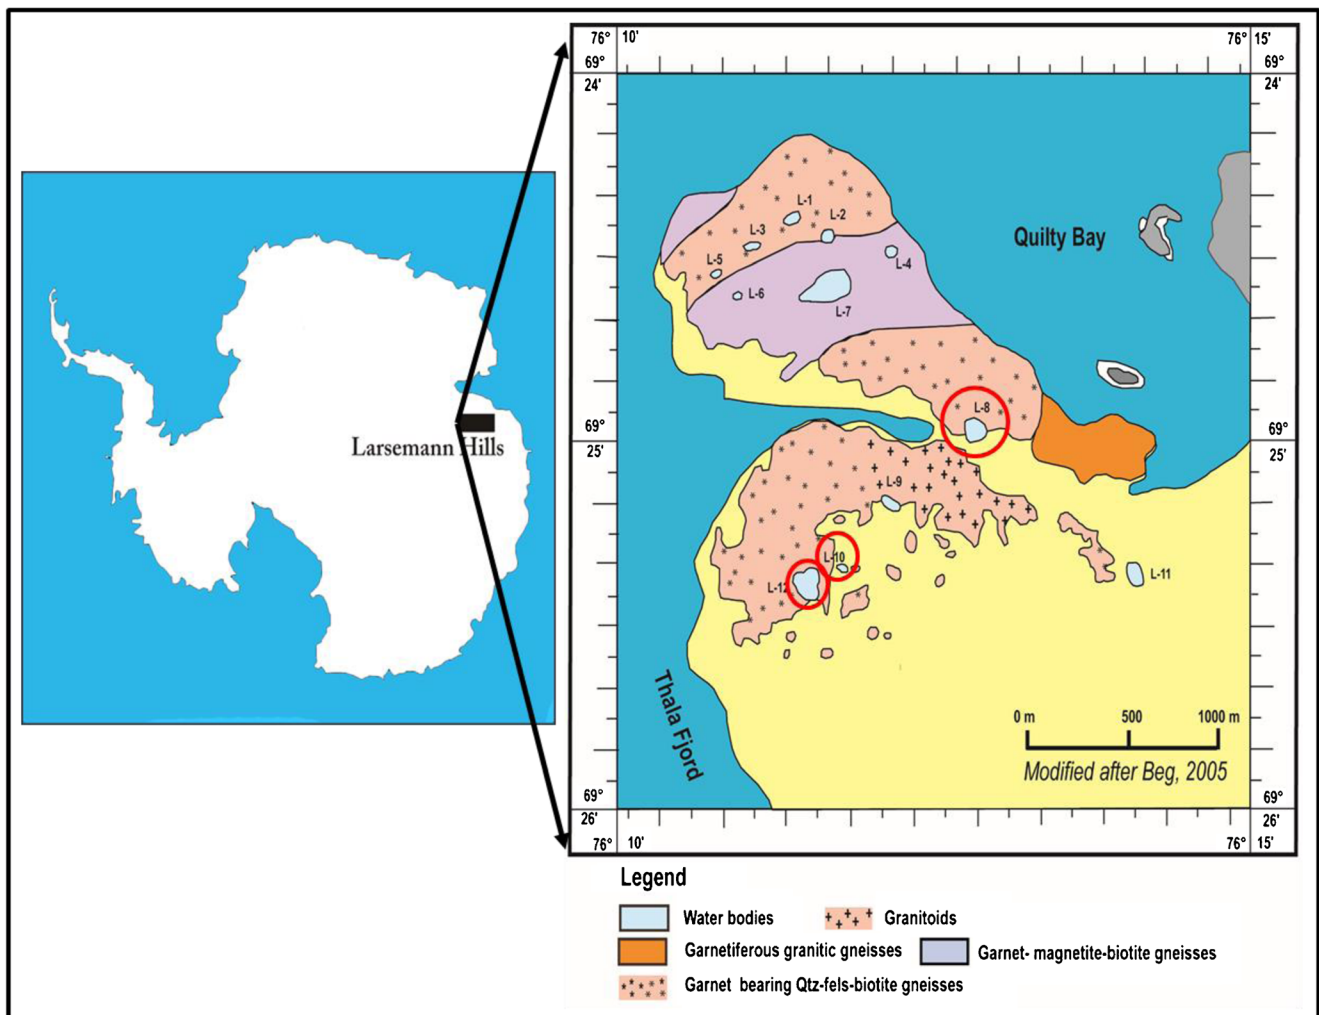 76° 10'
76° 15'
69°
24'
69°
L-1
L-2
L-3
L-4
L-5
L-6
L-7
Quilty Bay
Larsemann Hills
69°
25'
L-8
69°
25'
L-9
L-10
L-11
L-12
Thala Fjord
0 m 500 1000 m
Modified after Beg, 2005
69°
26'
69°
26'
76° 10'
76° 15'
Legend
Water bodies
Granitoids
Garnetiferous granitic gneisses
Garnet- magnetite-biotite gneisses
Garnet bearing Qtz-fels-biotite gneisses